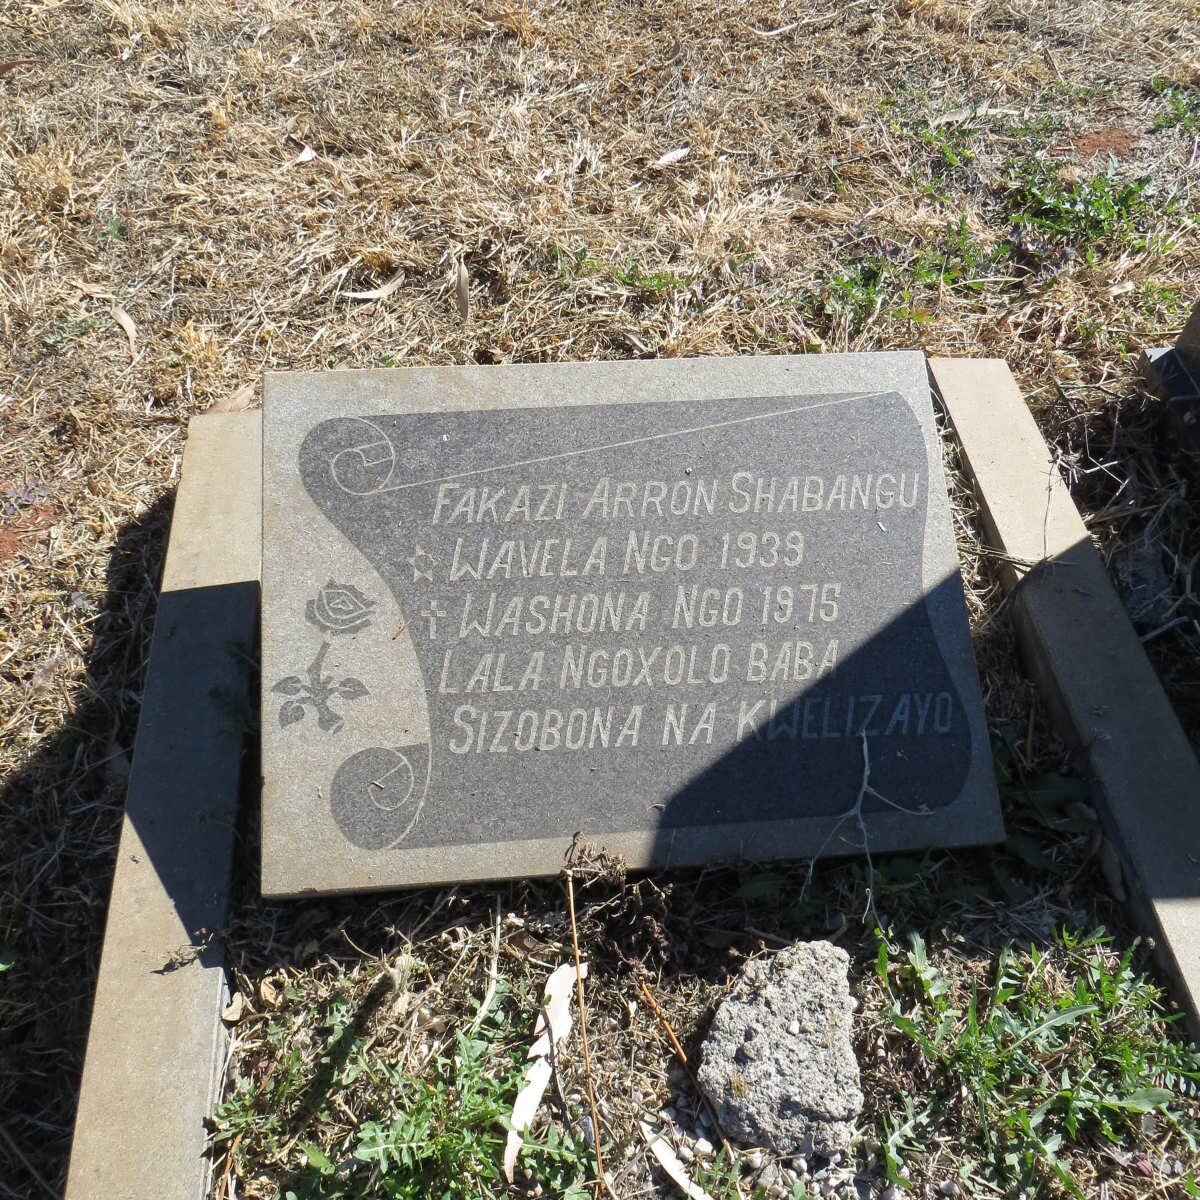 FAKAZI ARRON SHABANGU
WAVELA NGO 1939
WASHONA NGO 1975
LALA NGOXOLO BABA
SIZOBONA NA KWELIZAYO